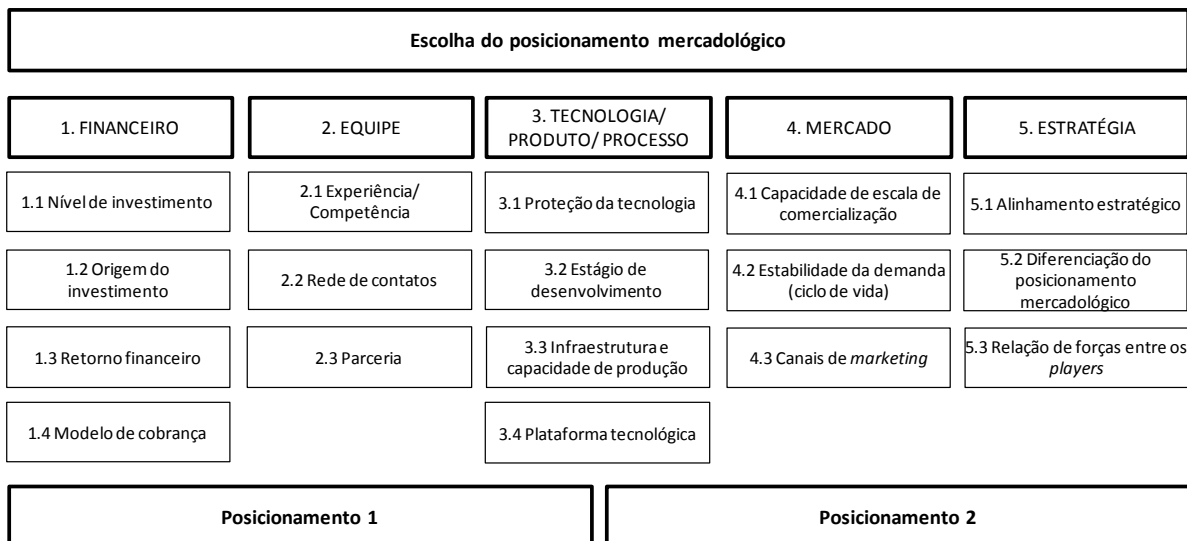 Escolha do posicionamento mercadológico
1. FINANCEIRO
2. EQUIPE
3. TECNOLOGIA/
PRODUTO/ PROCESSO
4. MERCADO
5. ESTRATÉGIA
1.1 Nível de investimento
2.1 Experiência/
Competência
3.1 Proteção da tecnologia
4.1 Capacidade de escala de
comercialização
5.1 Alinhamento estratégico
1.2 Origem do
investimento
2.2 Rede de contatos
3.2 Estágio de
desenvolvimento
4.2 Estabilidade da demanda
(ciclo de vida)
5.2 Diferenciação do
posicionamento
mercadológico
1.3 Retorno financeiro
2.3 Parceria
3.3 Infraestrutura e
capacidade de produção
4.3 Canais de marketing
5.3 Relação de forças entre os
players
1.4 Modelo de cobrança
3.4 Plataforma tecnológica
Posicionamento 1
Posicionamento 2